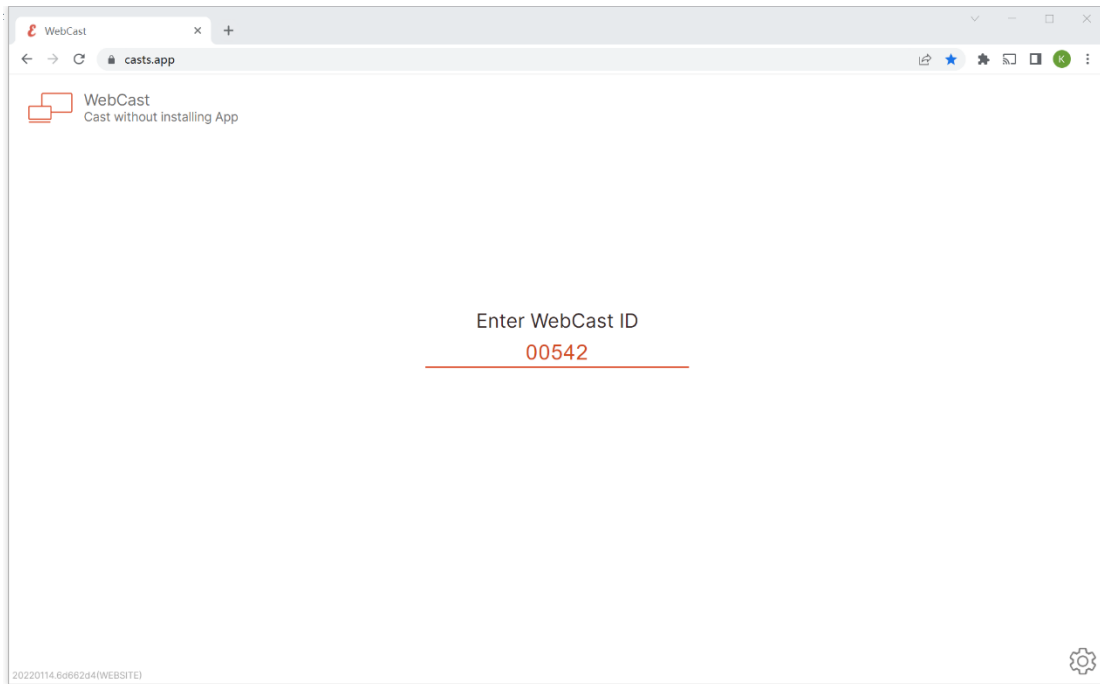 WebCast
casts.app
K
WebCast
Cast without installing App
Enter WebCast ID
00542
20220114.6d662d4(WEBSITE)